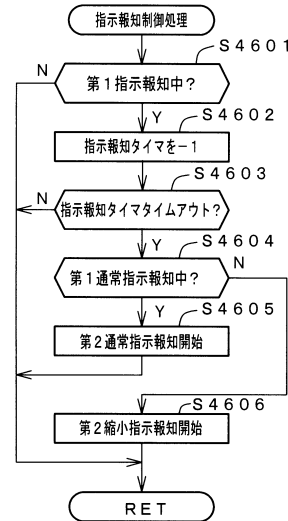 指示報知制御処理
S4601
N
第1指示報知中?
Y
S4602
指示報知タイマを-1
S4603
N
指示報知タイマタイムアウト?
Y
S4604
第1通常指示報知中?
N
Y
S4605
第2通常指示報知開始
S4606
第2縮小指示報知開始
RET